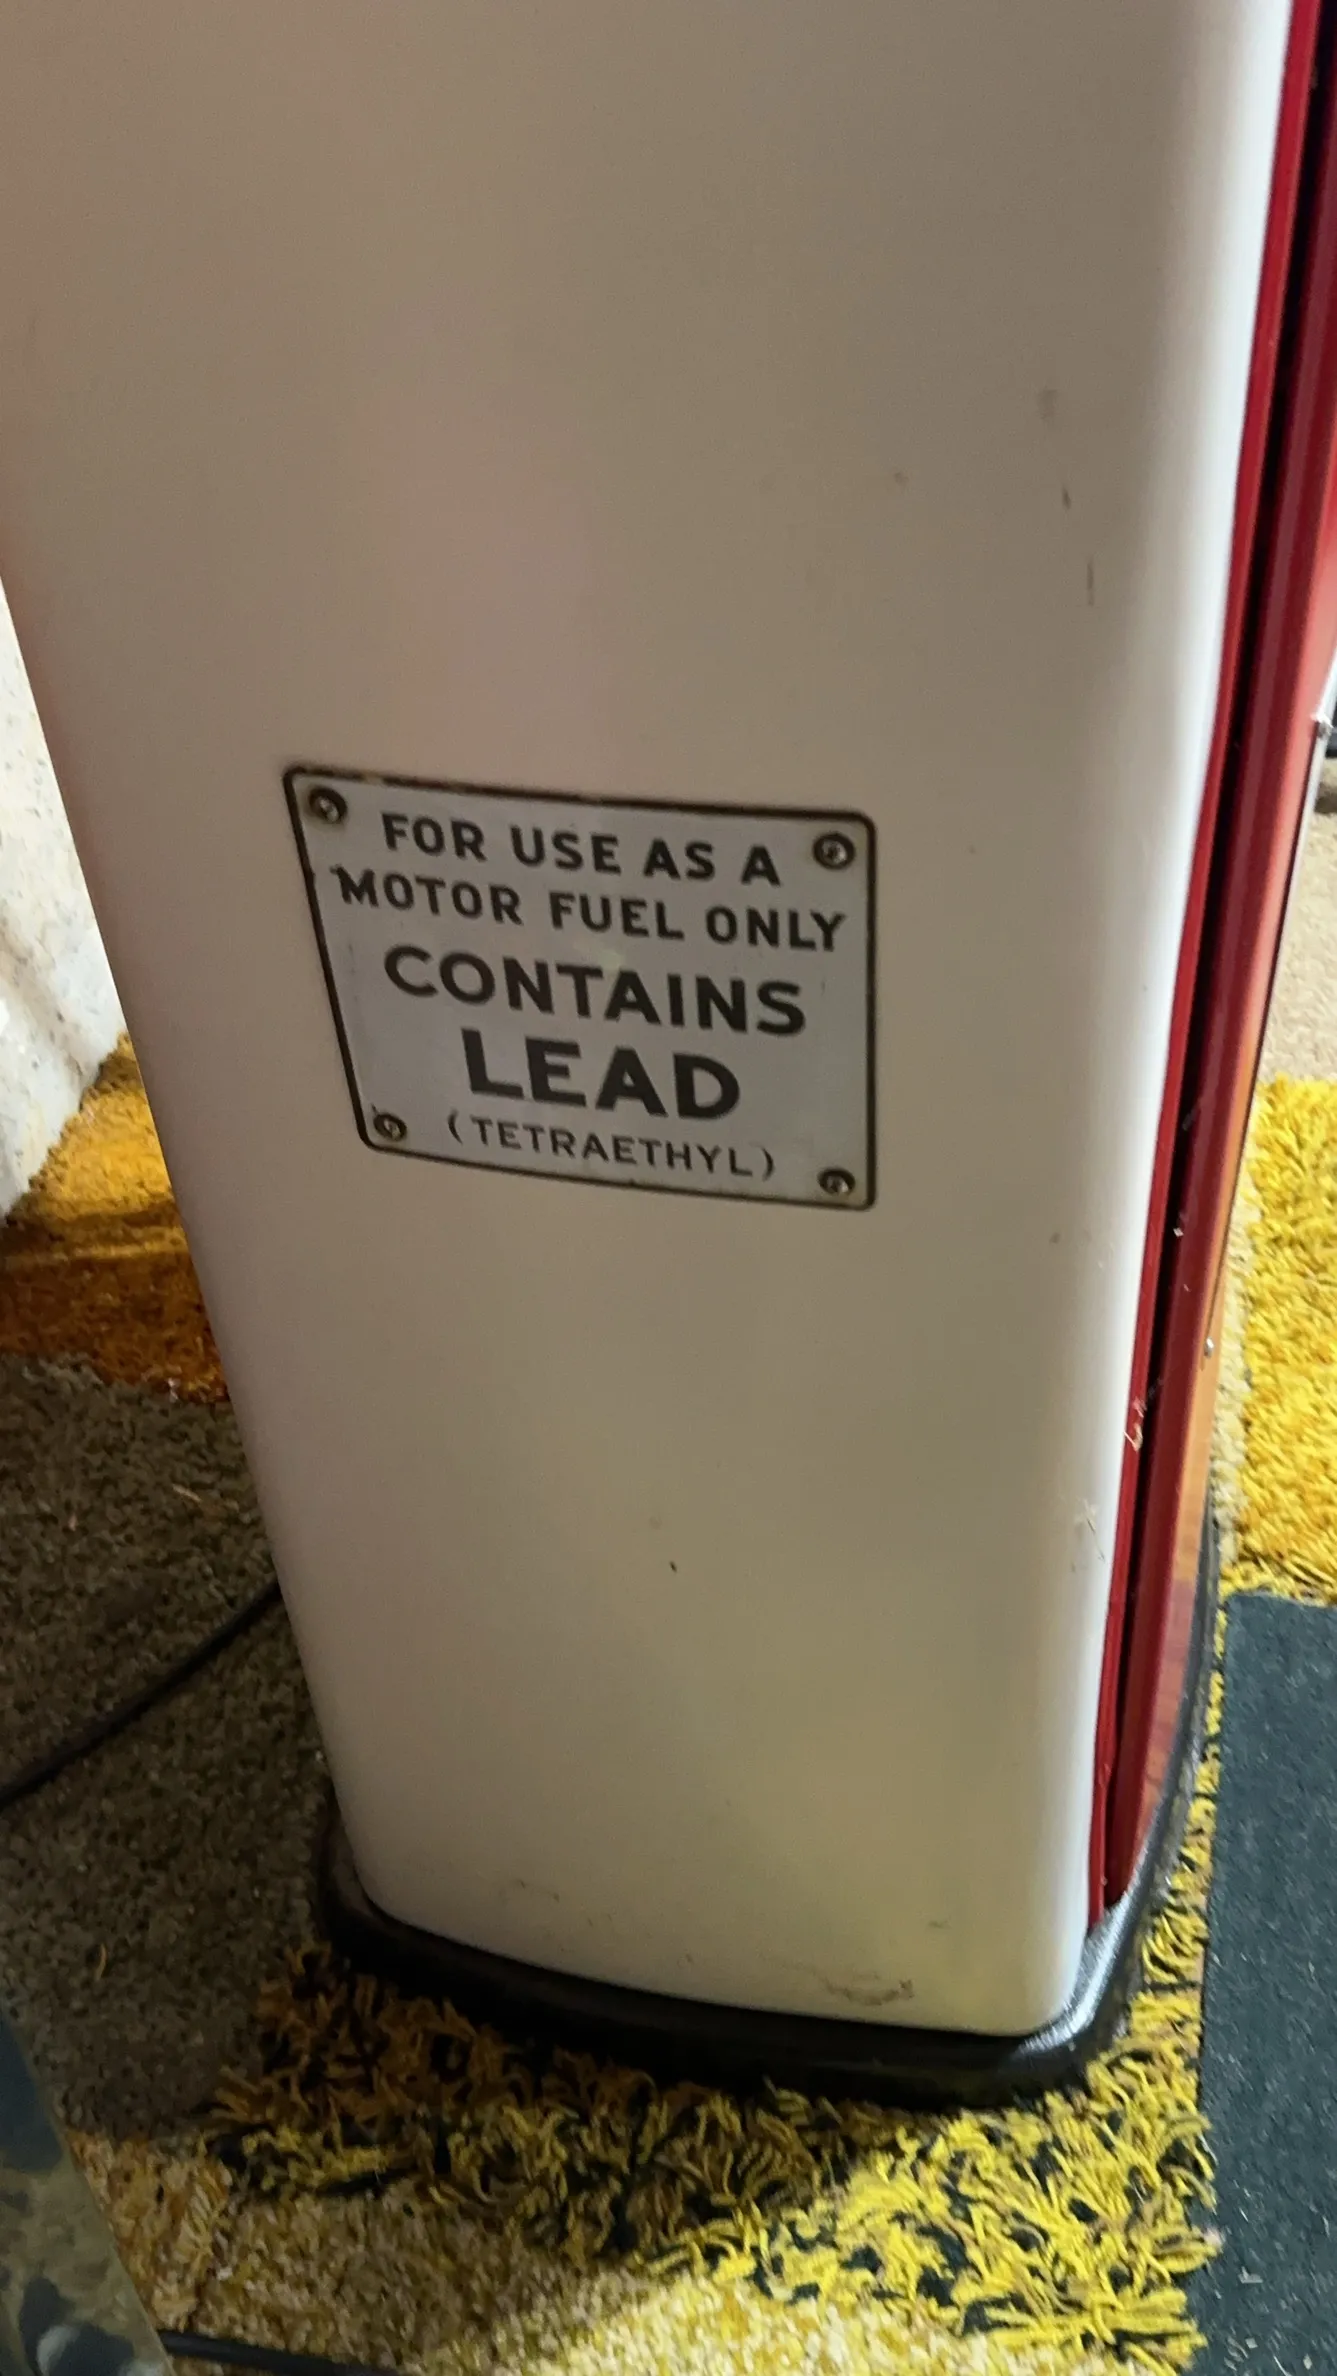 FOR USE AS A
MOTOR FUEL ONLY
CONTAINS
LEAD
(TETRAETHYL)